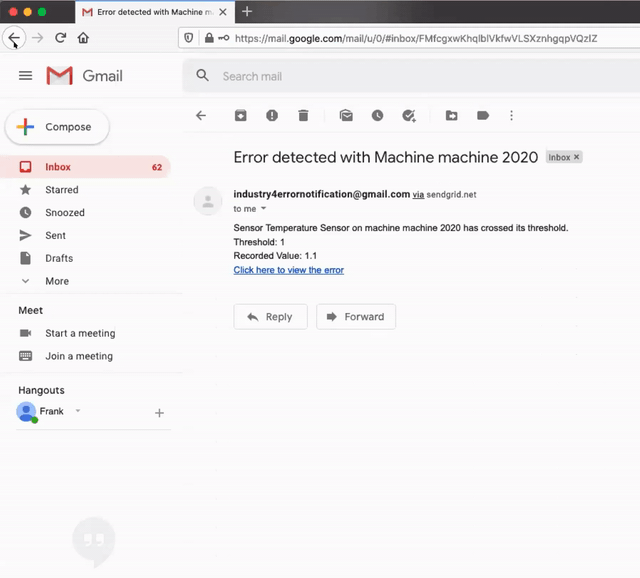 Error detected with Machine m
https://mail.google.com/mail/u/0/#inbox/FMfcgxwKhqlblVkfwVLSXznhgqpVQzIZ
Gmail
Search mail
Compose
Inbox 62
Starred
Snoozed
Sent
Drafts
More
Meet
Start a meeting
Join a meeting
Hangouts
Frank
Error detected with Machine machine 2020 Inbox
industry4errornotification@gmail.com via sendgrid.net
to me
Sensor Temperature Sensor on machine machine 2020 has crossed its threshold.
Threshold: 1
Recorded Value: 1.1
Click here to view the error
Reply
Forward